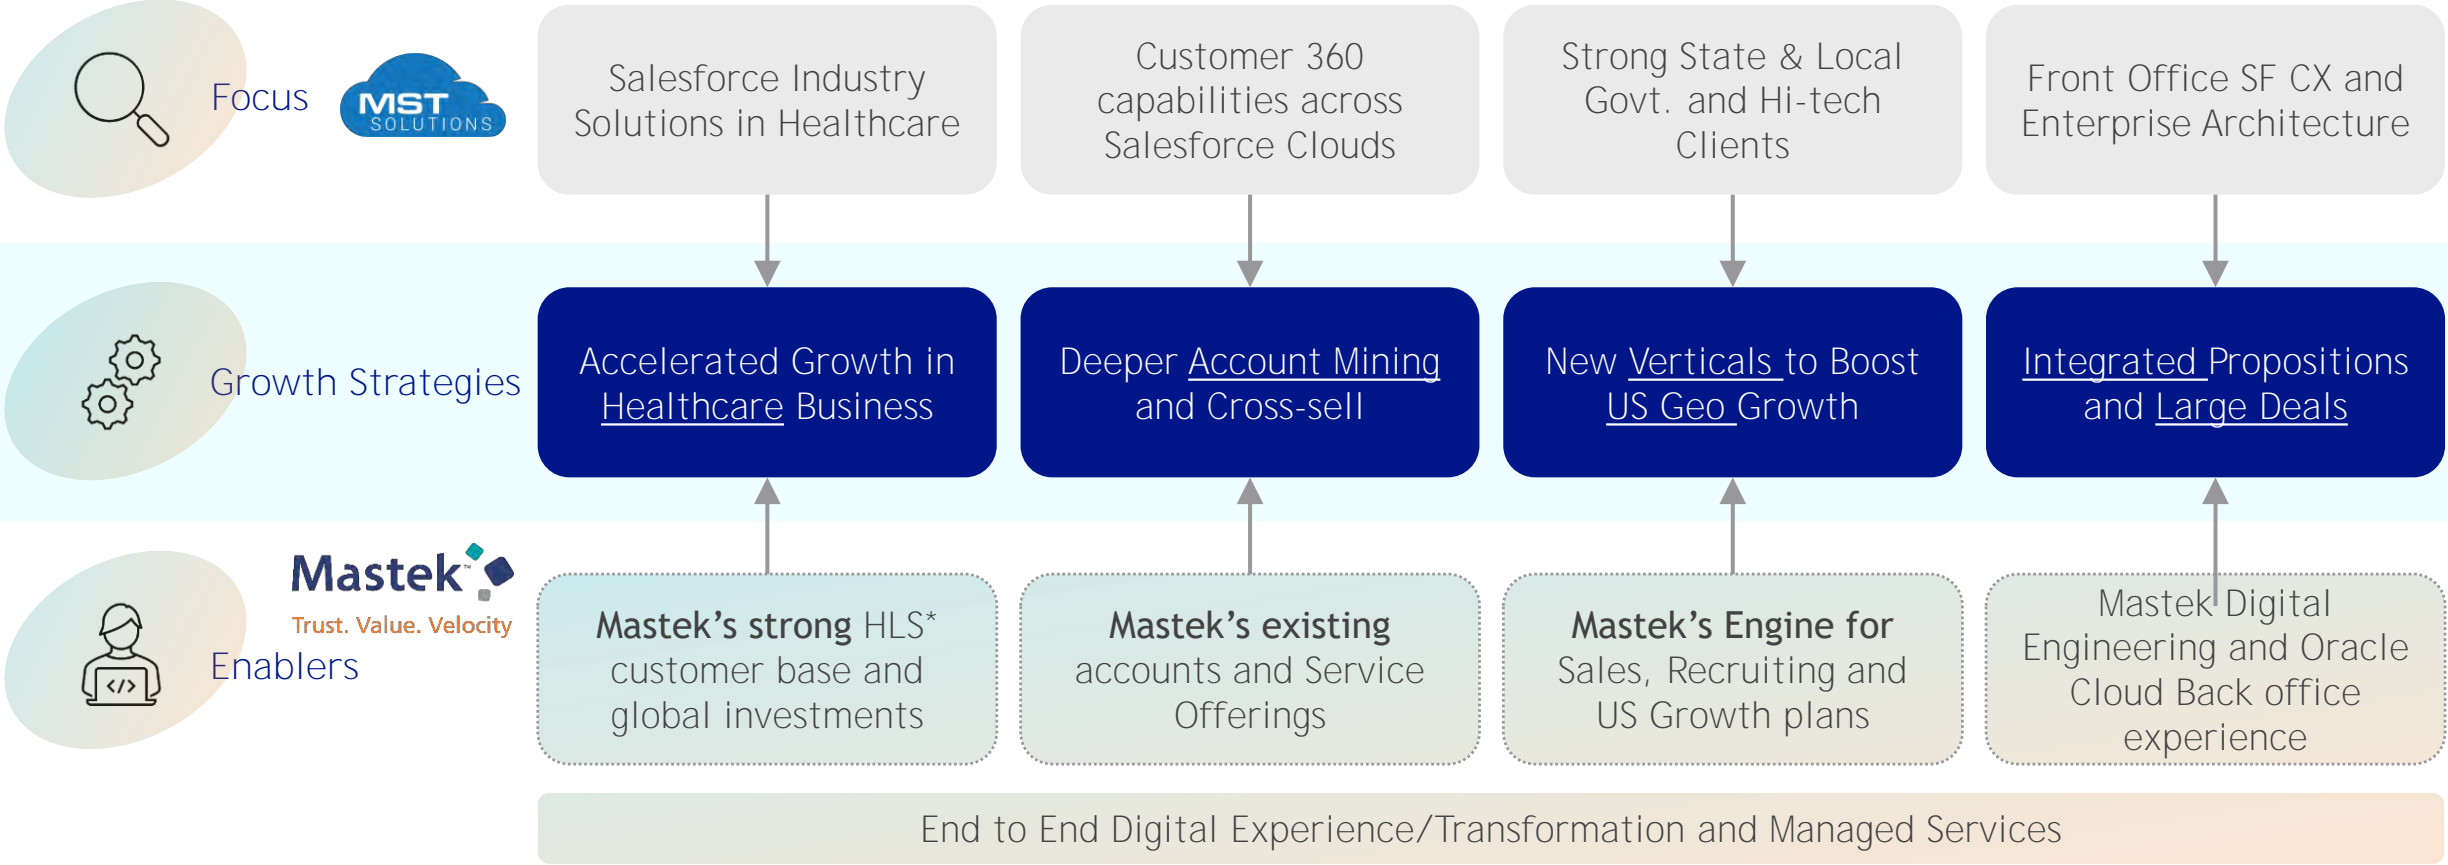 Focus
MST
SOLUTIONS
Salesforce Industry
Solutions in Healthcare
Customer 360
capabilities across
Salesforce Clouds
Strong State & Local
Govt. and Hi-tech
Clients
Front Office SF CX and
Enterprise Architecture
Growth Strategies
Accelerated Growth in
Healthcare Business
Deeper Account Mining
and Cross-sell
New Verticals to Boost
US Geo Growth
Integrated Propositions
and Large Deals
Mastek™
Trust. Value. Velocity
Enablers
</>
Mastek’s strong HLS*
customer base and
global investments
Mastek’s existing
accounts and Service
Offerings
Mastek’s Engine for
Sales, Recruiting and
US Growth plans
Mastek Digital
Engineering and Oracle
Cloud Back office
experience
End to End Digital Experience/Transformation and Managed Services